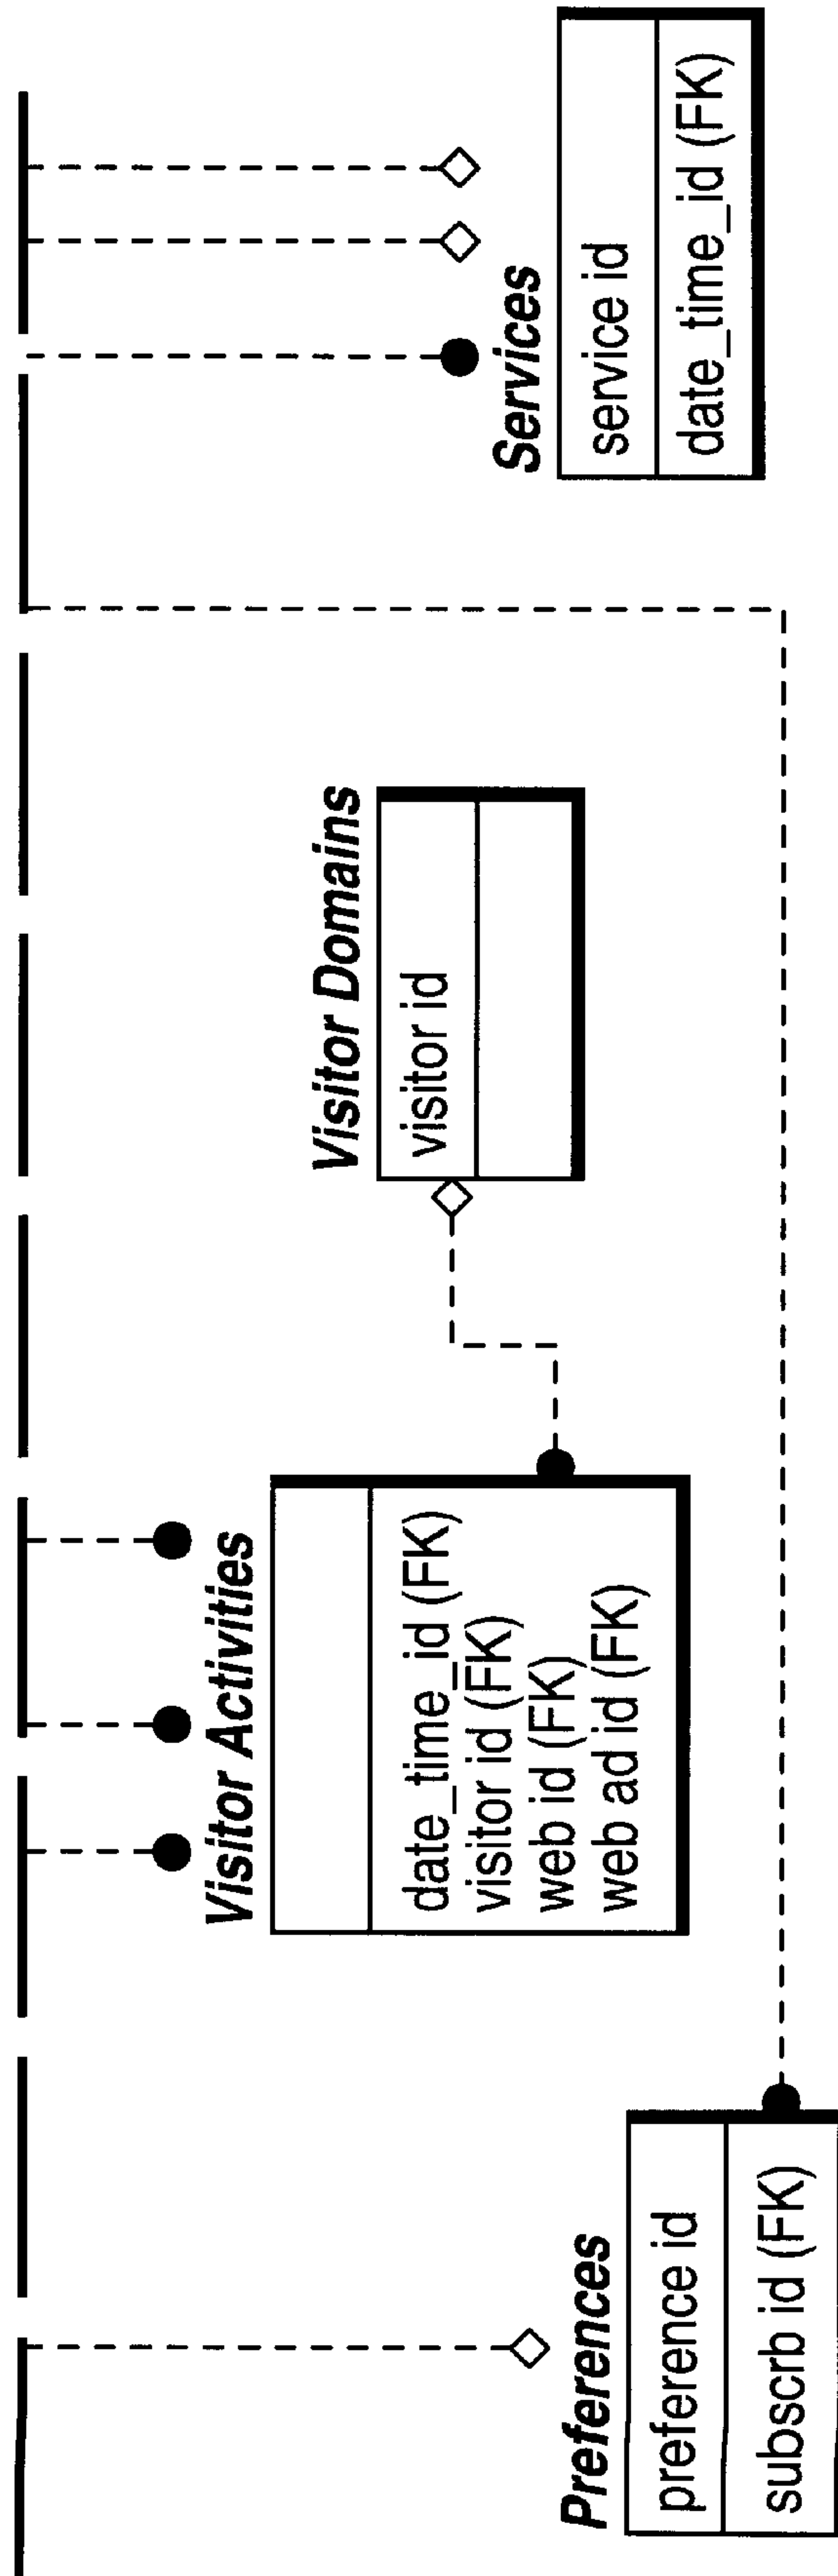 Preferences
preference id
subscrb id (FK)
Visitor Activities
date_time_id (FK)
visitor id (FK)
web id (FK)
web ad id (FK)
Visitor Domains
visitor id
Services
service id
date_time_id (FK)